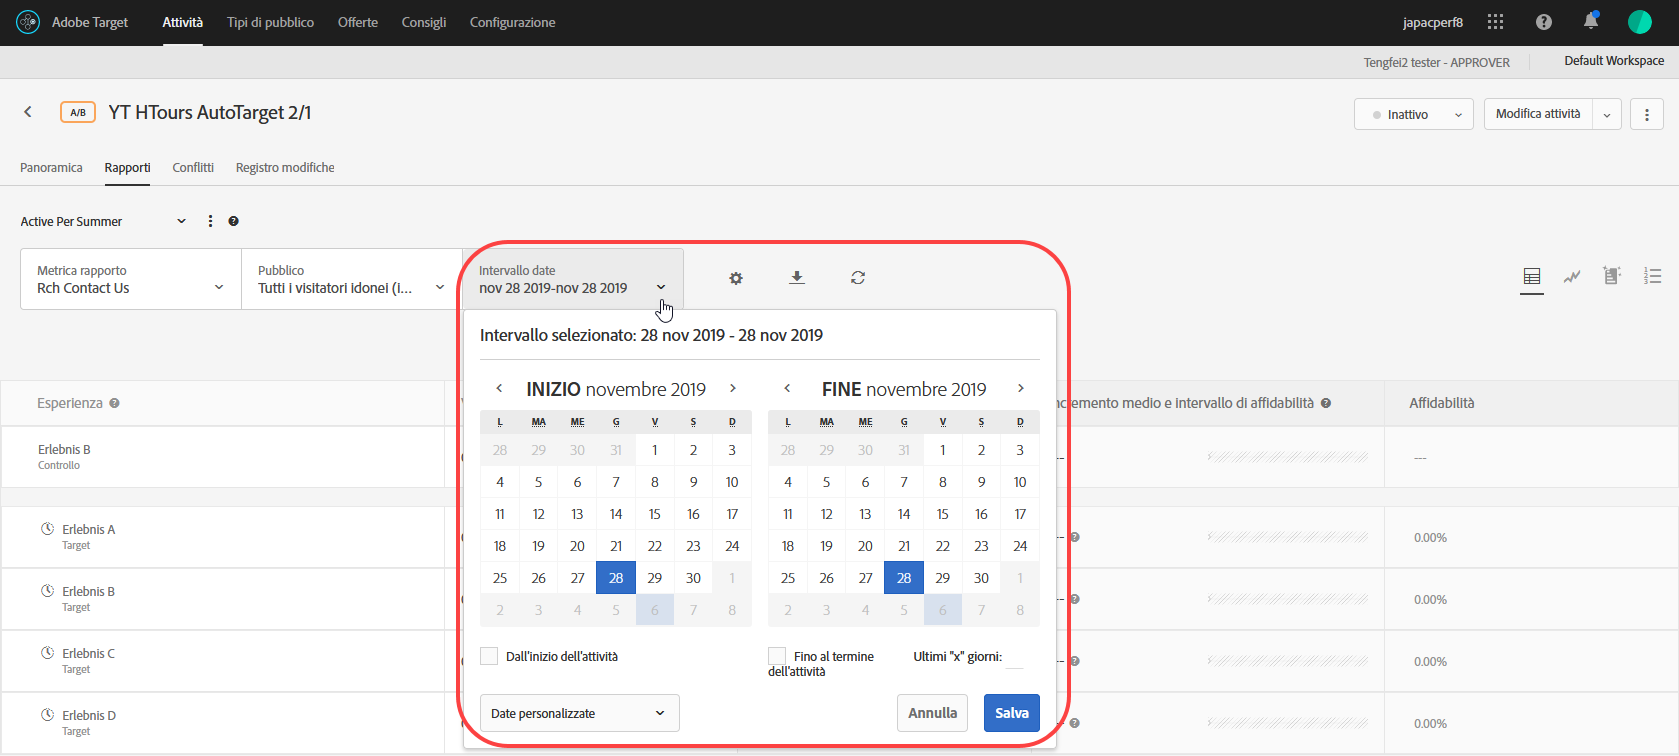 Adobe Target Attività Tipi di pubblico Offerte Consigli Configurazione japacperf8
Tengfei2 tester - APPROVER Default Workspace
A/B YT HTours AutoTarget 2/1 Inattivo Modifica attività
Panoramica Rapporti Conflitti Registro modifiche
Active Per Summer
Metrica rapporto Pubblico Intervallo date
Rch Contact Us Tutti i visitatori idonei (i... nov 28 2019-nov 28 2019
Intervallo selezionato: 28 nov 2019 - 28 nov 2019
INIZIO novembre 2019 FINE novembre 2019
Esperienza ncremento medio e intervallo di affidabilità Affidabilità
L MA ME G V S D L MA ME G V S D
28 29 30 31 1 2 3 28 29 30 31 1 2 3
4 5 6 7 8 9 10 4 5 6 7 8 9 10
11 12 13 14 15 16 17 11 12 13 14 15 16 17
18 19 20 21 22 23 24 18 19 20 21 22 23 24
25 26 27 28 29 30 1 25 26 27 28 29 30 1
2 3 4 5 6 7 8 2 3 4 5 6 7 8
Erlebnis B
Controllo
-- ---
Erlebnis A
Target
-- 0.00%
Erlebnis B
Target
-- 0.00%
Erlebnis C
Target
-- 0.00%
Erlebnis D
Target
-- 0.00%
Dall'inizio dell'attività Fino al termine Ultimi "x" giorni:
dell'attività
Date personalizzate Annulla Salva